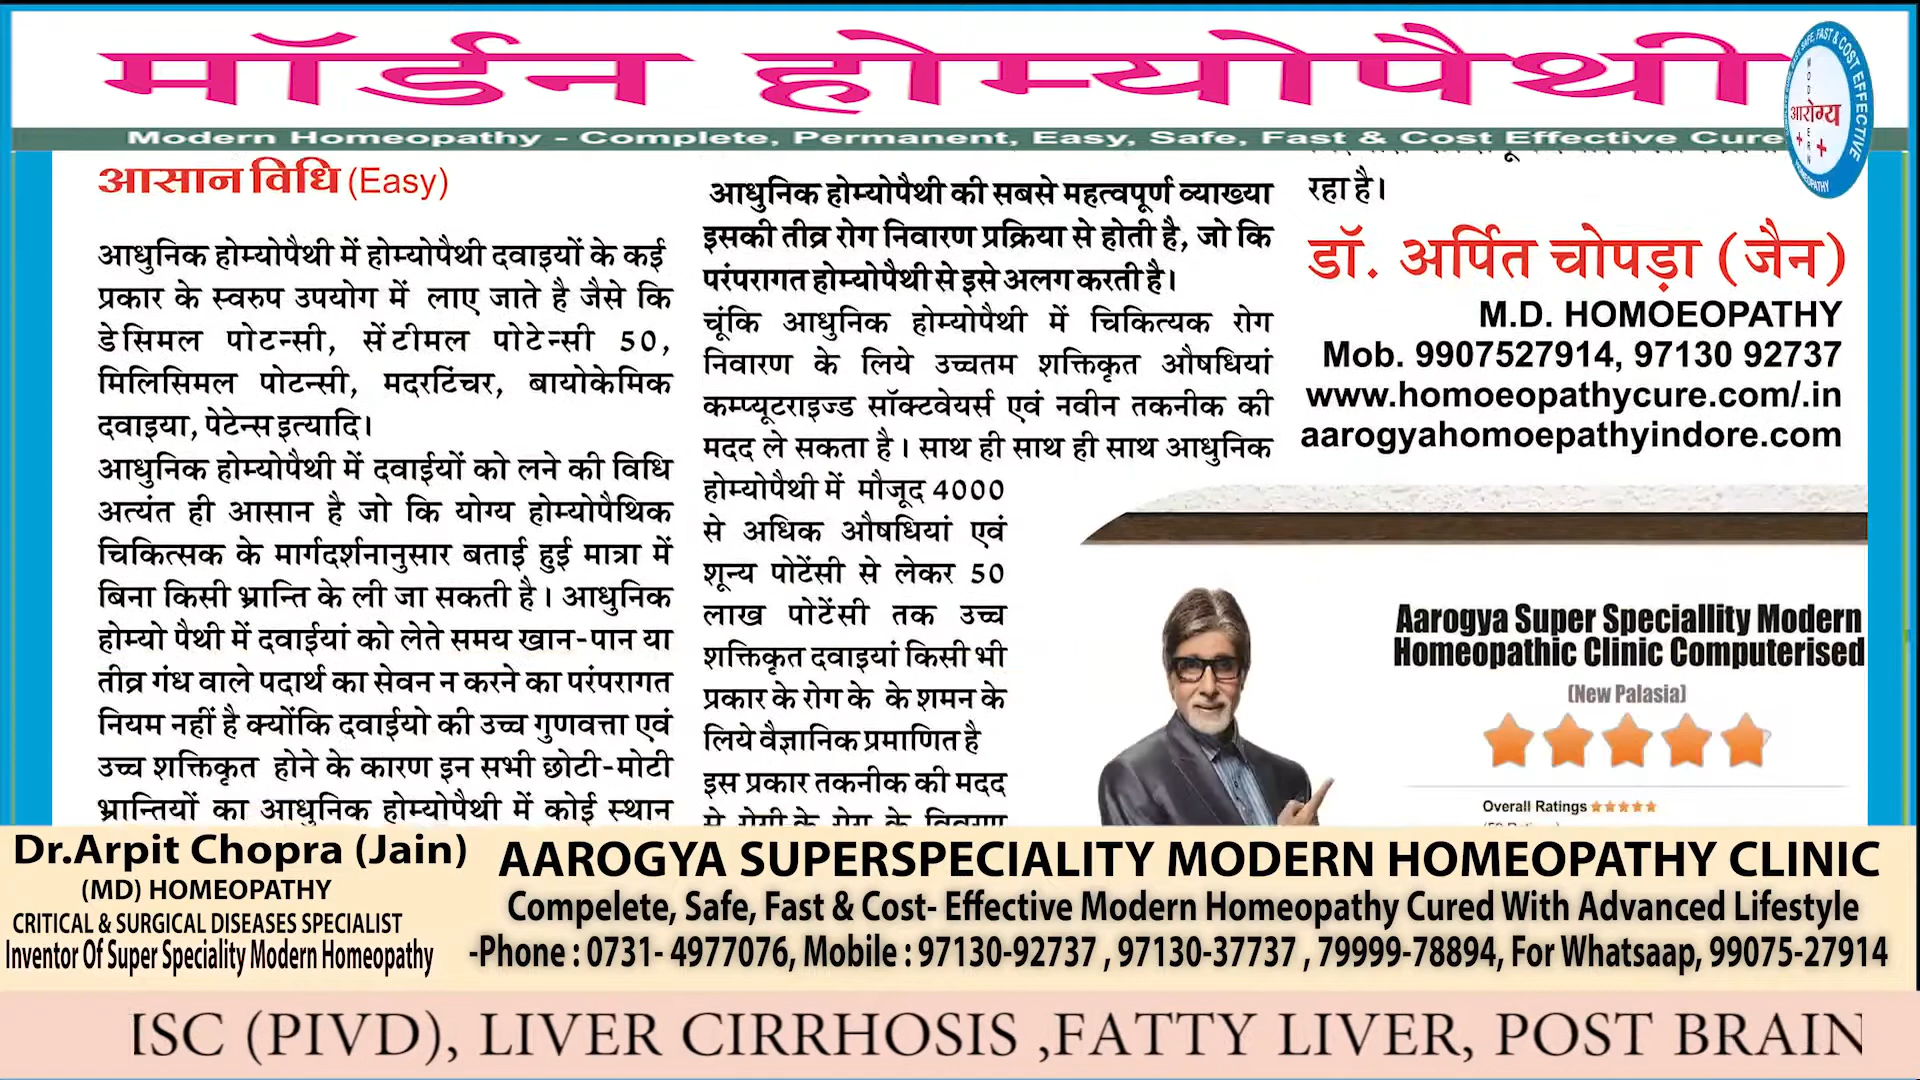 मॉर्डन होम्योपैथी
Modern Homeopathy - Complete, Permanent, Easy, Safe, Fast & Cost Effective Cure
आरोग्य
आसान विधि (Easy)
आधुनिक होम्योपैथी में होम्योपैथी दवाइयों के कई
प्रकार के स्वरुप उपयोग में लाए जाते है जैसे कि
डेसिमल पोटन्सी, सेंटीमल पोटेन्सी 50,
मिलिसिमल पोटन्सी, मदरटिंचर, बायोकेमिक
दवाइया, पेटेन्स इत्यादि।
आधुनिक होम्योपैथी में दवाईयों को लने की विधि
अत्यंत ही आसान है जो कि योग्य होम्योपैथिक
चिकित्सक के मार्गदर्शनानुसार बताई हुई मात्रा में
बिना किसी भ्रान्ति के ली जा सकती है। आधुनिक
होम्यो पैथी में दवाईयां को लेते समय खान-पान या
तीव्र गंध वाले पदार्थ का सेवन न करने का परंपरागत
नियम नहीं है क्योंकि दवाईयो की उच्च गुणवत्ता एवं
उच्च शक्तिकृत होने के कारण इन सभी छोटी-मोटी
भ्रान्तियों का आधुनिक होम्योपैथी में कोई स्थान
आधुनिक होम्योपैथी की सबसे महत्वपूर्ण व्याख्या
इसकी तीव्र रोग निवारण प्रक्रिया से होती है, जो कि
परंपरागत होम्योपैथी से इसे अलग करती है।
चूंकि आधुनिक होम्योपैथी में चिकित्यक रोग
निवारण के लिये उच्चतम शक्तिकृत औषधियां
कम्प्यूटराइज्ड सॉक्टवेयर्स एवं नवीन तकनीक की
मदद ले सकता है। साथ ही साथ ही साथ आधुनिक
होम्योपैथी में मौजूद 4000
से अधिक औषधियां एवं
शून्य पोटेंसी से लेकर 50
लाख पोटेंसी तक उच्च
शक्तिकृत दवाइयां किसी भी
प्रकार के रोग के के शमन के
लिये वैज्ञानिक प्रमाणित है
इस प्रकार तकनीक की मदद
से रोगी के रोग के विवरण
रहा है।
डॉ. अर्पित चोपड़ा (जैन)
M.D. HOMOEOPATHY
Mob. 9907527914, 97130 92737
www.homoeopathycure.com/.in
aarogyahomoepathyindore.com
Aarogya Super Speciallity Modern
Homeopathic Clinic Computerised
(New Palasia)
Overall Ratings
Dr.Arpit Chopra (Jain)
(MD) HOMEOPATHY
CRITICAL & SURGICAL DISEASES SPECIALIST
Inventor Of Super Speciality Modern Homeopathy
AAROGYA SUPERSPECIALITY MODERN HOMEOPATHY CLINIC
Compelete, Safe, Fast & Cost- Effective Modern Homeopathy Cured With Advanced Lifestyle
-Phone : 0731- 4977076, Mobile : 97130-92737 , 97130-37737 , 79999-78894, For Whatsaap, 99075-27914
ISC (PIVD), LIVER CIRRHOSIS ,FATTY LIVER, POST BRAIN